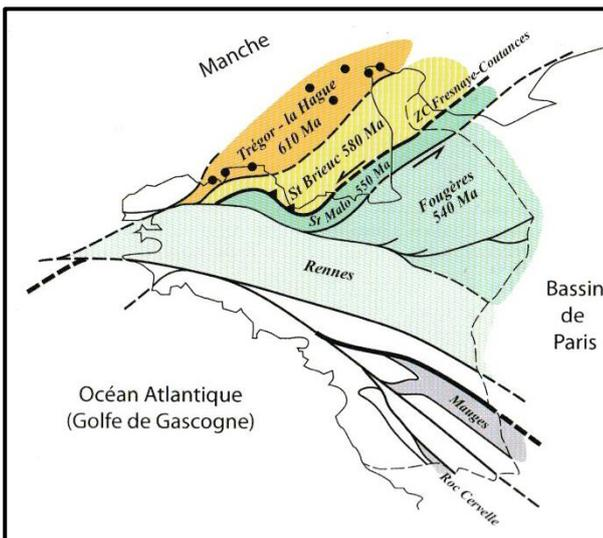 Manche
ZC Fresnaye-Coutances
Trégor - la Hague
610 Ma
St Brieuc 580 Ma
St Malo 550 Ma
Fougères
540 Ma
Rennes
Bassin
de
Paris
Océan Atlantique
(Golfe de Gascogne)
Mauges
Roc Cervelle